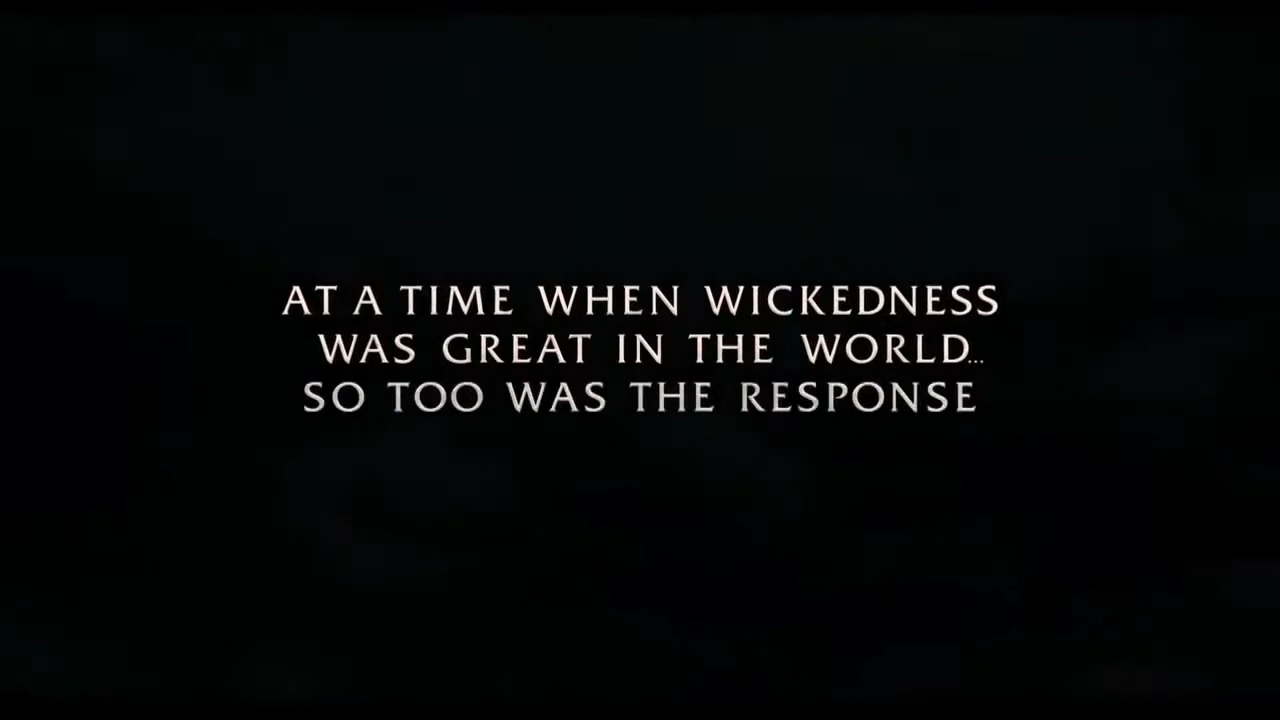 AT A TIME WHEN WICKEDNESS
WAS GREAT IN THE WORLD...
SO TOO WAS THE RESPONSE